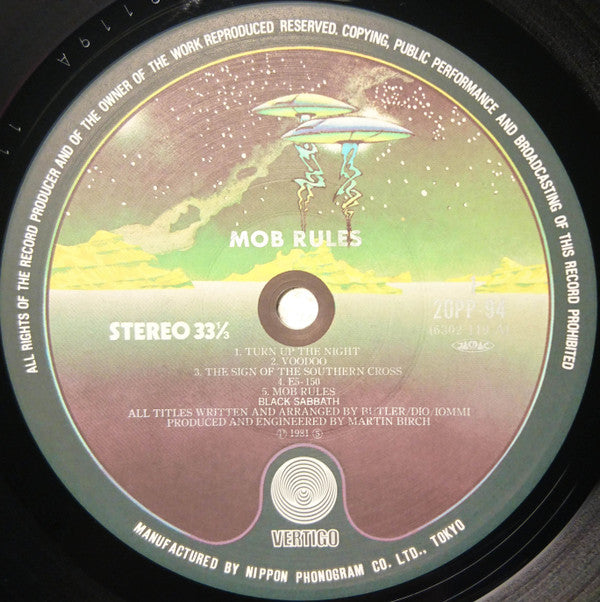 ALL RIGHTS OF THE RECORD PRODUCER AND OF THE OWNER OF THE WORK REPRODUCED RESERVED. COPYING, PUBLIC PERFORMANCE AND BROADCASTING OF THIS RECORD PROHIBITED
MOB RULES
STEREO 33⅓
20PP-94
1. TURN UP THE NIGHT
2. VOODOO
3. THE SIGN OF THE SOUTHERN CROSS
4. E5-150
5. MOB RULES
BLACK SABBATH
ALL TITLES WRITTEN AND ARRANGED BY BUTLER/DIO/IOMMI
PRODUCED AND ENGINEERED BY MARTIN BIRCH
Ⓟ 1981 Ⓢ
VERTIGO
MANUFACTURED BY NIPPON PHONOGRAM CO. LTD., TOKYO